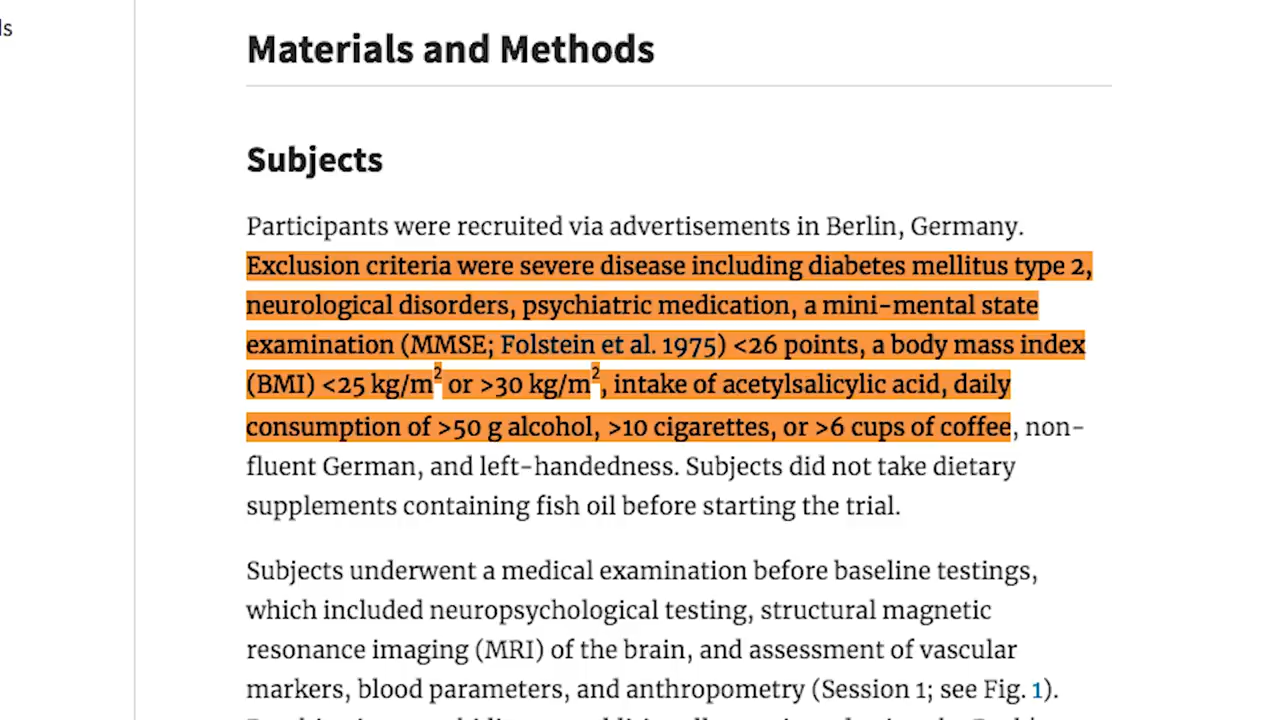 ls
Materials and Methods
Subjects
Participants were recruited via advertisements in Berlin, Germany.
Exclusion criteria were severe disease including diabetes mellitus type 2,
neurological disorders, psychiatric medication, a mini-mental state
examination (MMSE; Folstein et al. 1975) <26 points, a body mass index
(BMI) <25 kg/m² or >30 kg/m², intake of acetylsalicylic acid, daily
consumption of >50 g alcohol, >10 cigarettes, or >6 cups of coffee, non-
fluent German, and left-handedness. Subjects did not take dietary
supplements containing fish oil before starting the trial.
Subjects underwent a medical examination before baseline testings,
which included neuropsychological testing, structural magnetic
resonance imaging (MRI) of the brain, and assessment of vascular
markers, blood parameters, and anthropometry (Session 1; see Fig. 1).